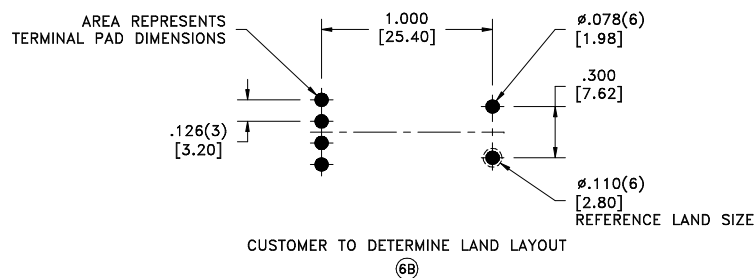 AREA REPRESENTS
TERMINAL PAD DIMENSIONS
1.000
[25.40]
ø.078(6)
[1.98]
.300
[7.62]
.126(3)
[3.20]
ø.110(6)
[2.80]
REFERENCE LAND SIZE
CUSTOMER TO DETERMINE LAND LAYOUT
6B